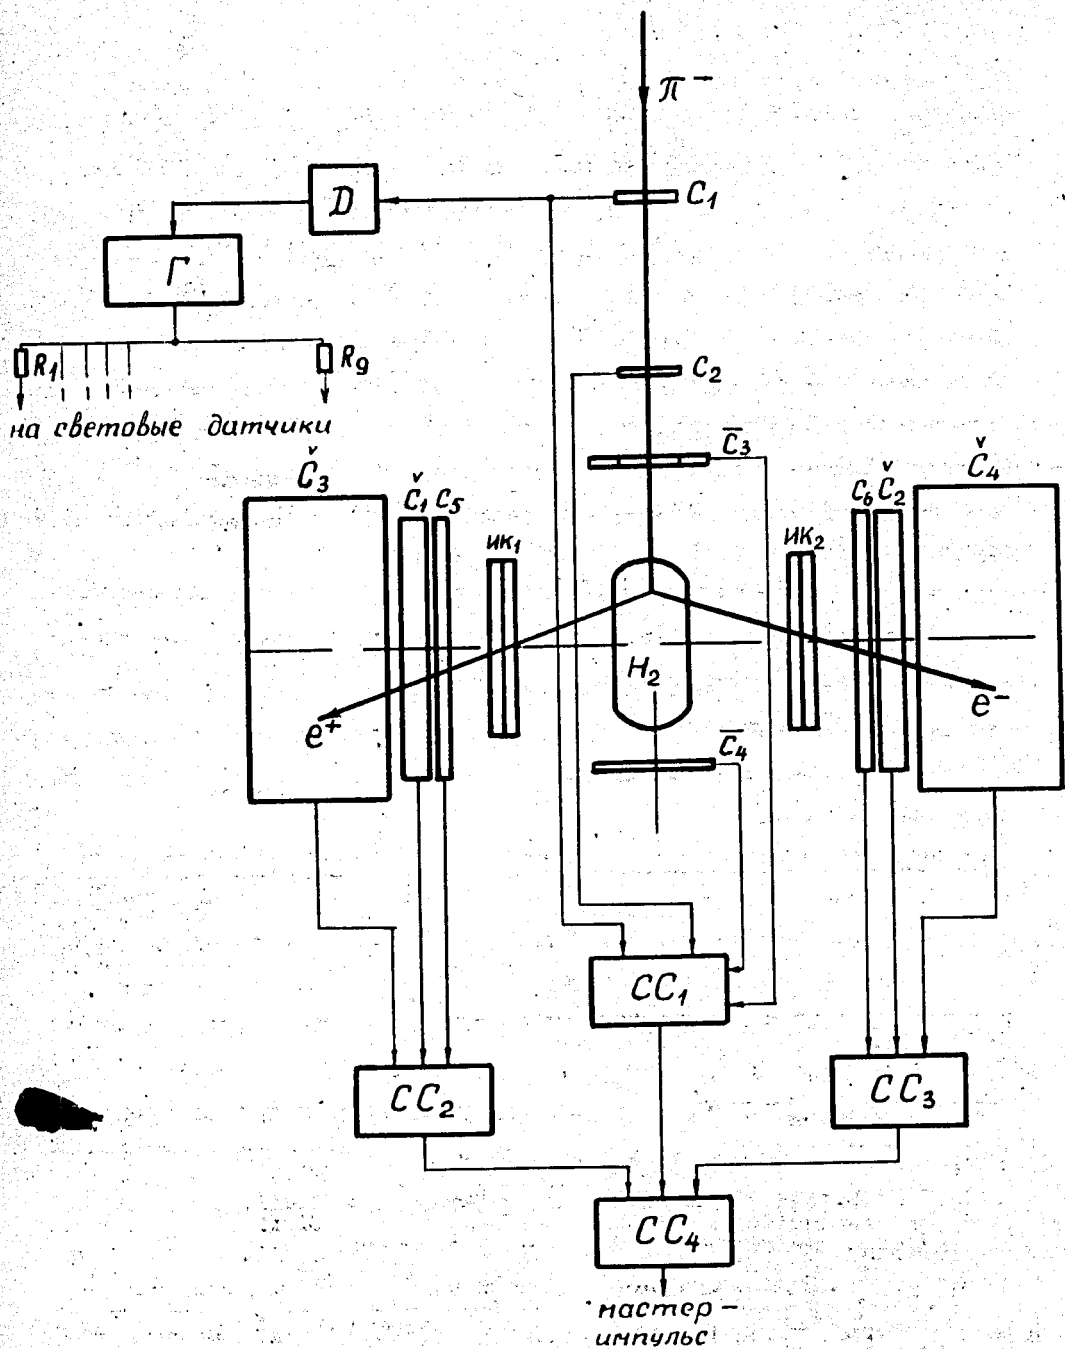 π⁻
C₁
Д
Г
R₁
R₉
C₂
на световые датчики
C̄₃
Č₃
Č₁
C₅
ИК₁
ИК₂
C₆
Č₂
Č₄
H₂
e⁺
e⁻
C̄₄
CC₁
CC₂
CC₃
CC₄
мастер-
импульс